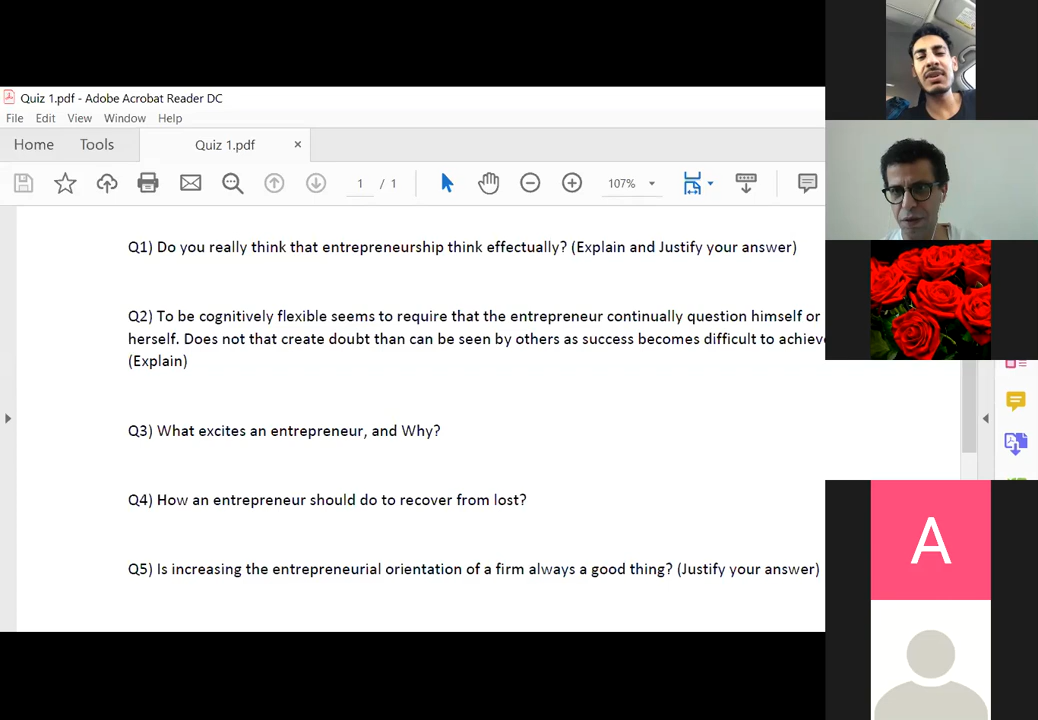 Quiz 1.pdf - Adobe Acrobat Reader DC
File Edit View Window Help
Home Tools Quiz 1.pdf ×
1 / 1 107%
Q1) Do you really think that entrepreneurship think effectually? (Explain and Justify your answer)
Q2) To be cognitively flexible seems to require that the entrepreneur continually question himself or
herself. Does not that create doubt than can be seen by others as success becomes difficult to achieve
(Explain)
Q3) What excites an entrepreneur, and Why?
Q4) How an entrepreneur should do to recover from lost?
Q5) Is increasing the entrepreneurial orientation of a firm always a good thing? (Justify your answer)
A